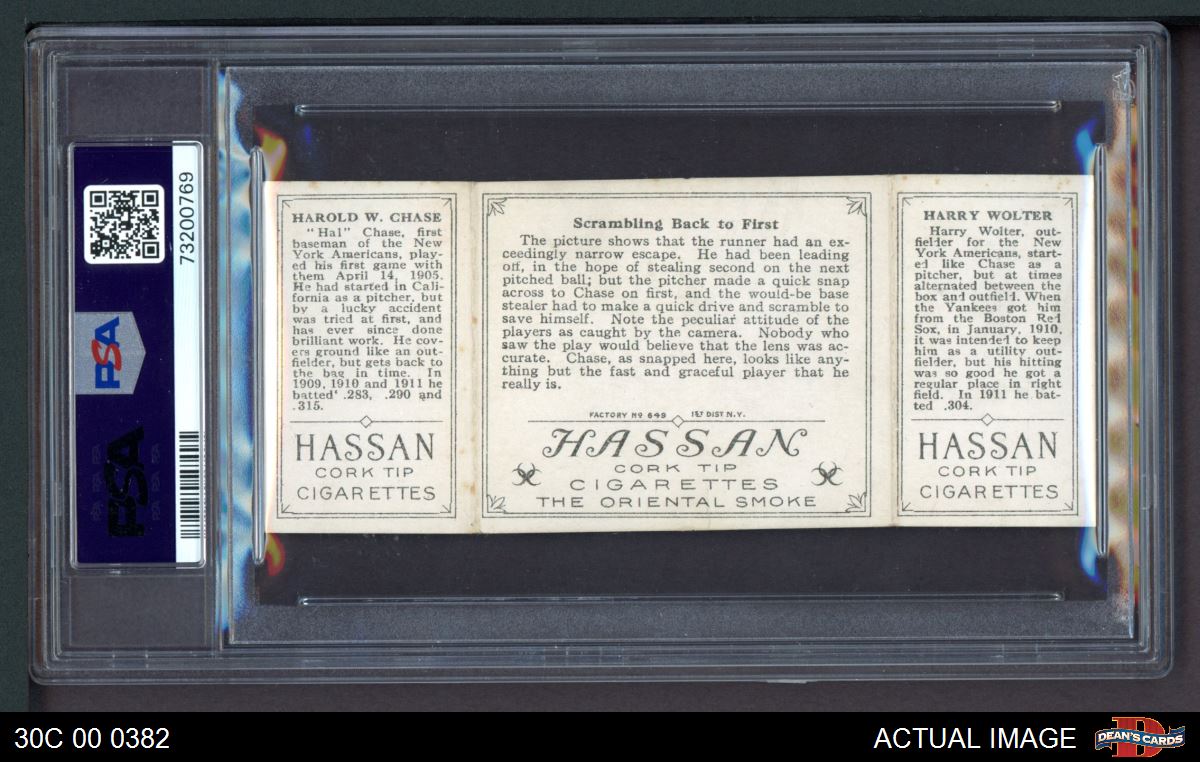 73200769
PSA
PSA
HAROLD W. CHASE
"Hal" Chase, first
baseman of the New
York Americans, play-
ed his first game with
them April 14, 1905.
He had started in Cali-
fornia as a pitcher, but
by a lucky accident
was tried at first, and
has ever since done
brilliant work. He cov-
ers ground like an out-
fielder, but gets back to
the bag in time. In
1909, 1910 and 1911 he
batted .283, .290 and
.315.
HASSAN
CORK TIP
CIGARETTES
Scrambling Back to First
The picture shows that the runner had an ex-
ceedingly narrow escape. He had been leading
off, in the hope of stealing second on the next
pitched ball; but the pitcher made a quick snap
across to Chase on first, and the would-be base
stealer had to make a quick drive and scramble to
save himself. Note the peculiar attitude of the
players as caught by the camera. Nobody who
saw the play would believe that the lens was ac-
curate. Chase, as snapped here, looks like any-
thing but the fast and graceful player that he
really is.
FACTORY Nº 649 1ST DIST N.Y.
HASSAN
CORK TIP
CIGARETTES
THE ORIENTAL SMOKE
HARRY WOLTER
Harry Wolter, out-
fielder for the New
York Americans, start-
ed like Chase as a
pitcher, but at times
alternated between the
box and outfield. When
the Yankees got him
from the Boston Red
Sox, in January, 1910,
it was intended to keep
him as a utility out-
fielder, but his hitting
was so good he got a
regular place in right
field. In 1911 he bat-
ted .304.
HASSAN
CORK TIP
CIGARETTES
30C 00 0382
ACTUAL IMAGE
DEAN'S CARDS